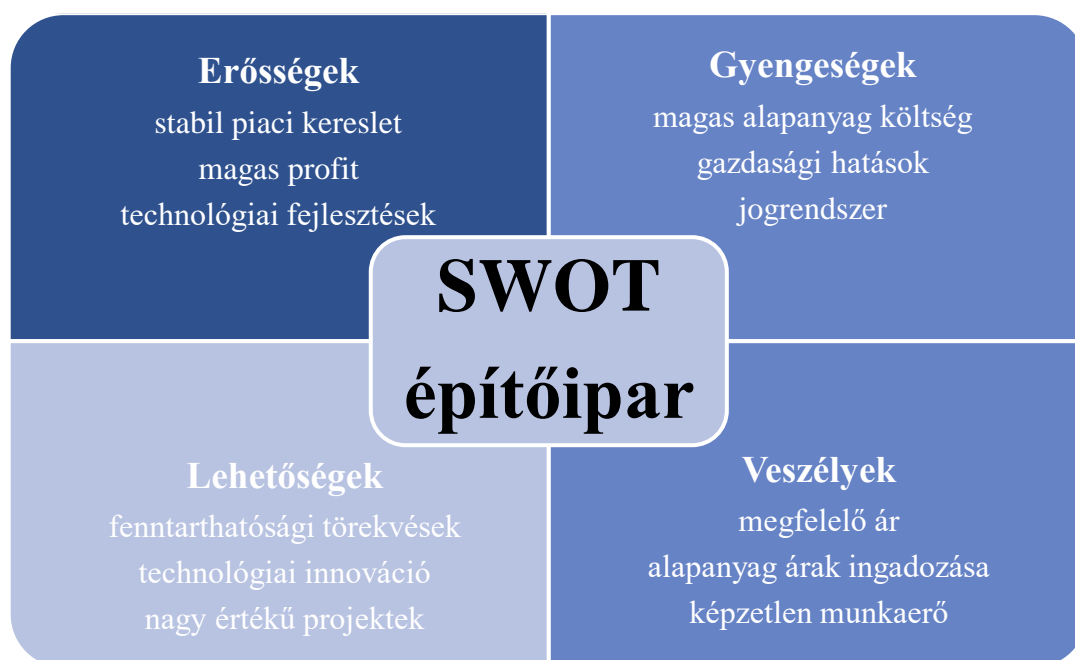 Erősségek
stabil piaci kereslet
magas profit
technológiai fejlesztések
Gyengeségek
magas alapanyag költség
gazdasági hatások
jogrendszer
SWOT
építőipar
Lehetőségek
fenntarthatósági törekvések
technológiai innováció
nagy értékű projektek
Veszélyek
megfelelő ár
alapanyag árak ingadozása
képzetlen munkaerő